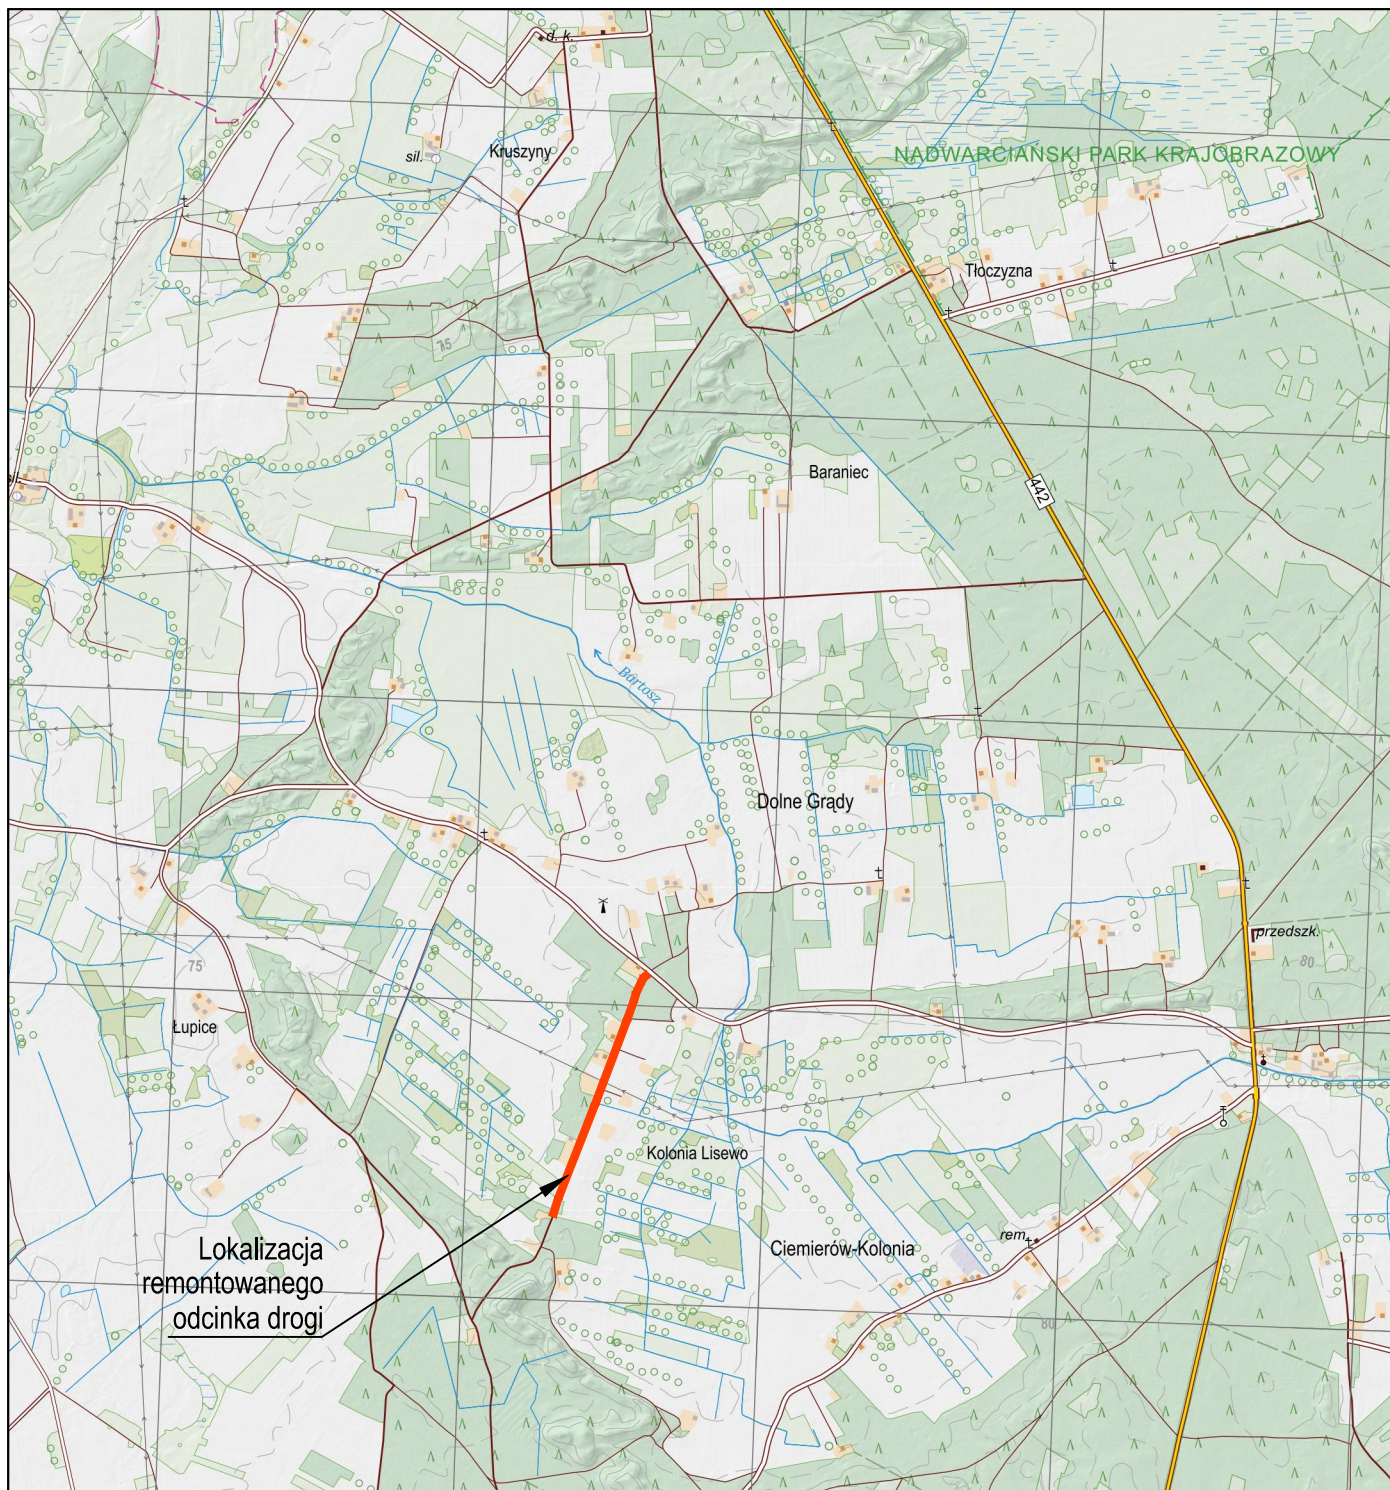 d. k.
sil.
Kruszyny
NADWARCIAŃSKI PARK KRAJOBRAZOWY
Tłoczyzna
75
Baraniec
442
Bartosz
Dolne Grądy
przedszk.
80
75
Łupice
Kolonia Lisewo
Ciemierów-Kolonia
rem.
80
Lokalizacja
remontowanego
odcinka drogi